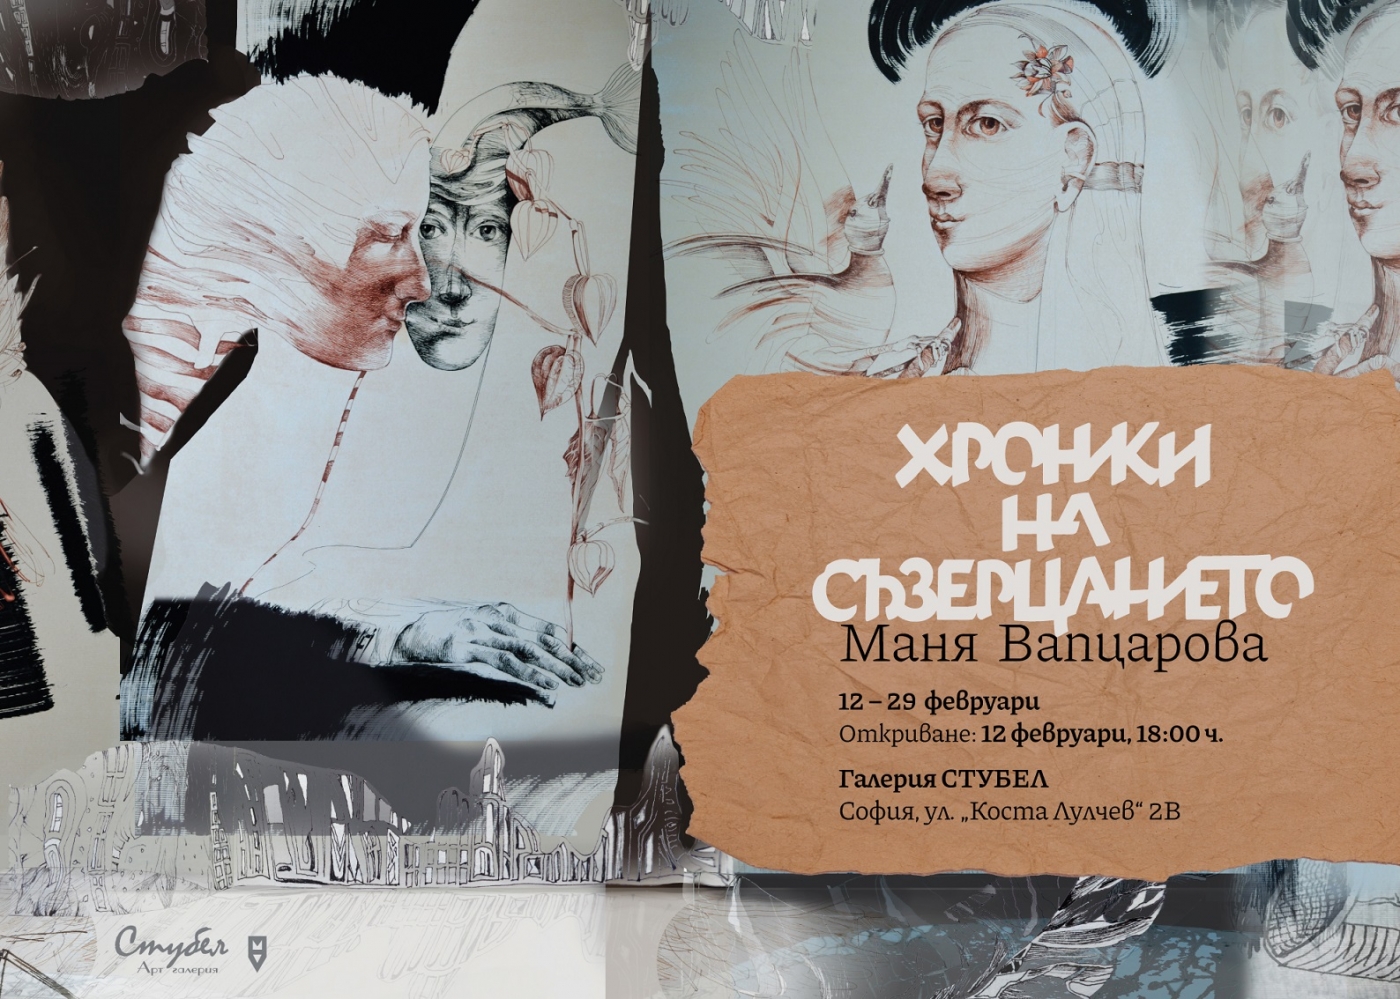 ХРОНИКИ
НА
СЪЗЕРЦАНИЕТО
Маня Вапцарова
12 – 29 февруари
Откриване: 12 февруари, 18:00 ч.
Галерия СТУБЕЛ
София, ул. „Коста Лулчев“ 2В
Стубел
Арт галерия